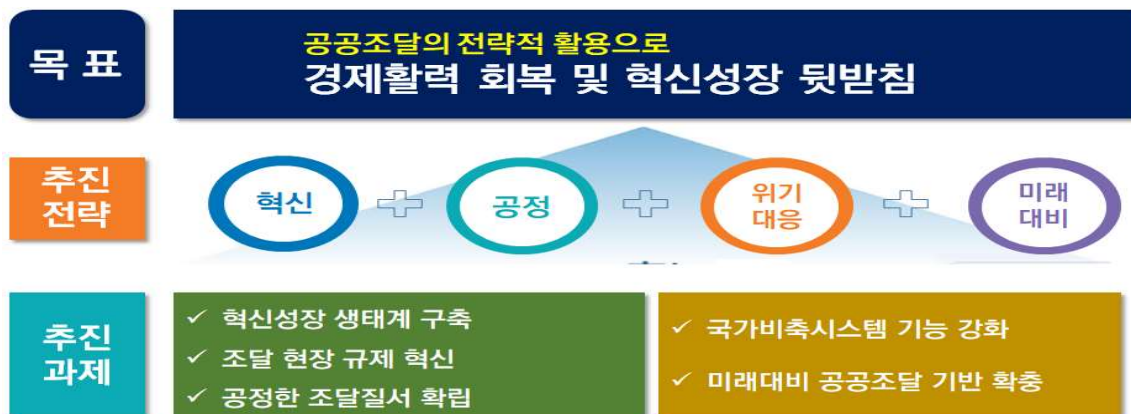 목 표
공공조달의 전략적 활용으로
경제활력 회복 및 혁신성장 뒷받침
추진
전략
혁신
공정
위기
대응
미래
대비
추진
과제
✓ 혁신성장 생태계 구축
✓ 조달 현장 규제 혁신
✓ 공정한 조달질서 확립
✓ 국가비축시스템 기능 강화
✓ 미래대비 공공조달 기반 확충